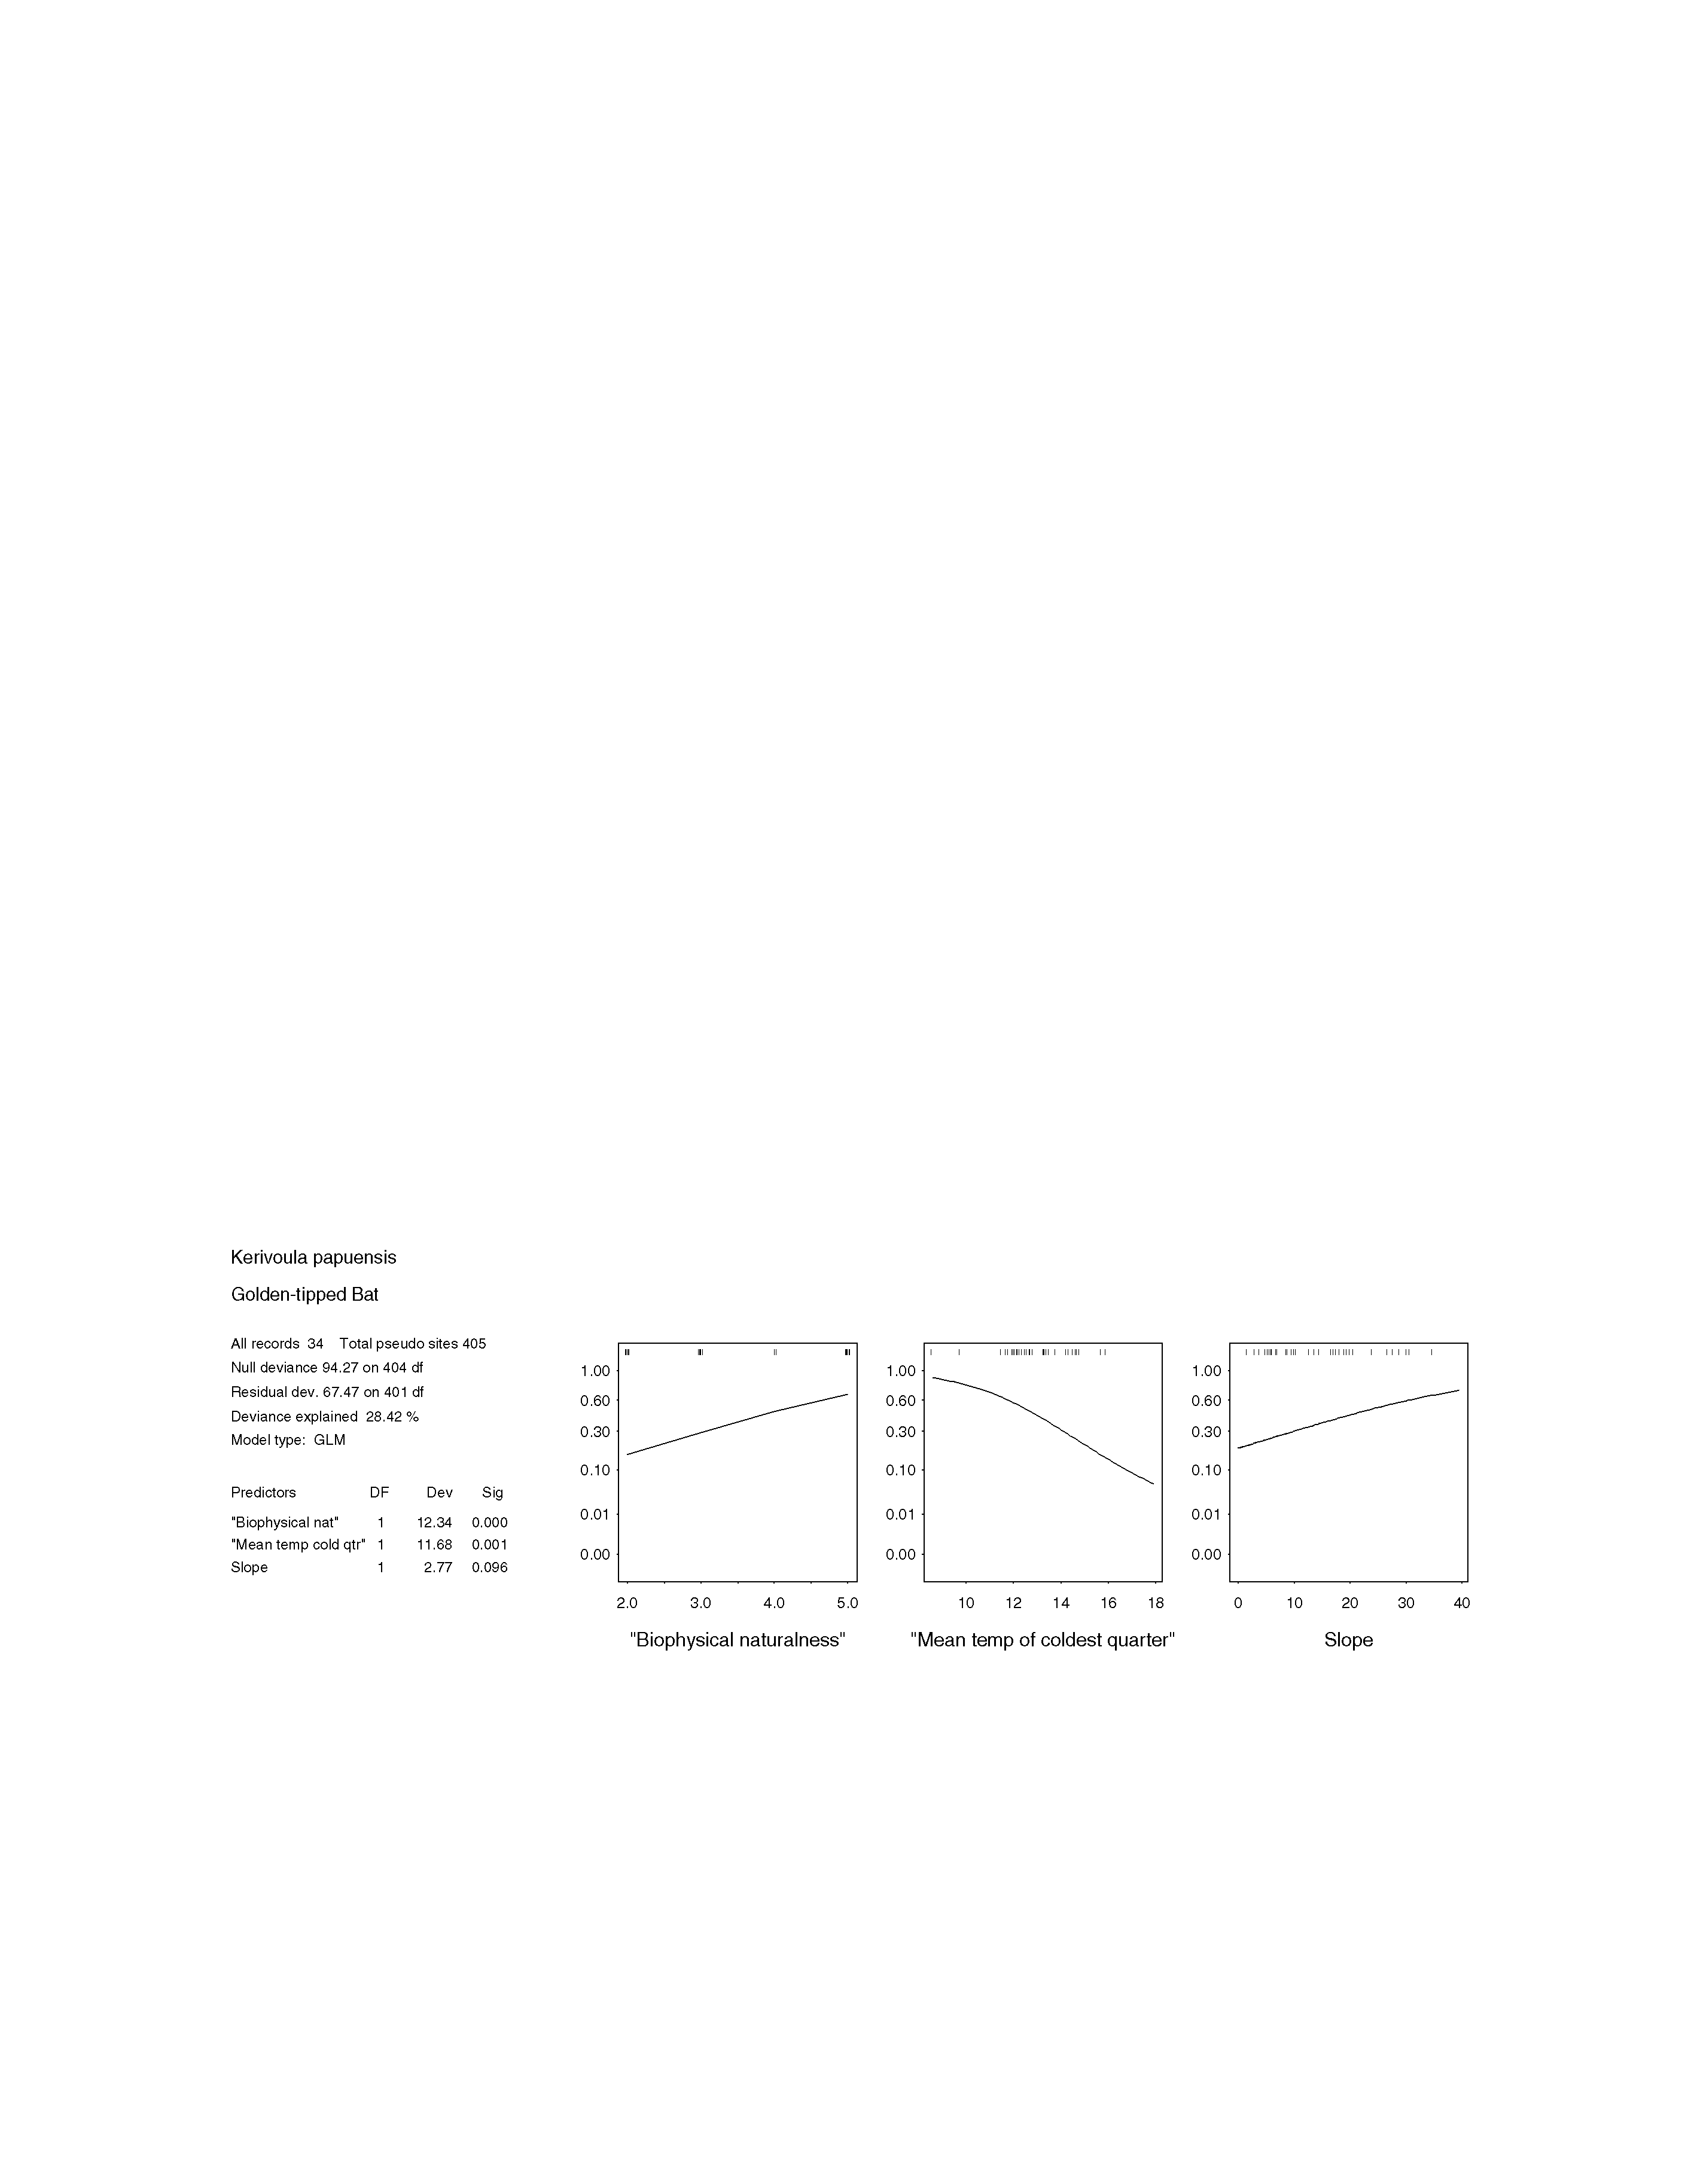 Kerivoula papuensis
Golden-tipped Bat
All records 34 Total pseudo sites 405
Null deviance 94.27 on 404 df
Residual dev. 67.47 on 401 df
Deviance explained 28.42 %
Model type: GLM
Predictors DF Dev Sig
"Biophysical nat" 1 12.34 0.000
"Mean temp cold qtr" 1 11.68 0.001
Slope 1 2.77 0.096
1.00
0.60
0.30
0.10
0.01
0.00
2.0 3.0 4.0 5.0
"Biophysical naturalness"
1.00
0.60
0.30
0.10
0.01
0.00
10 12 14 16 18
"Mean temp of coldest quarter"
1.00
0.60
0.30
0.10
0.01
0.00
0 10 20 30 40
Slope